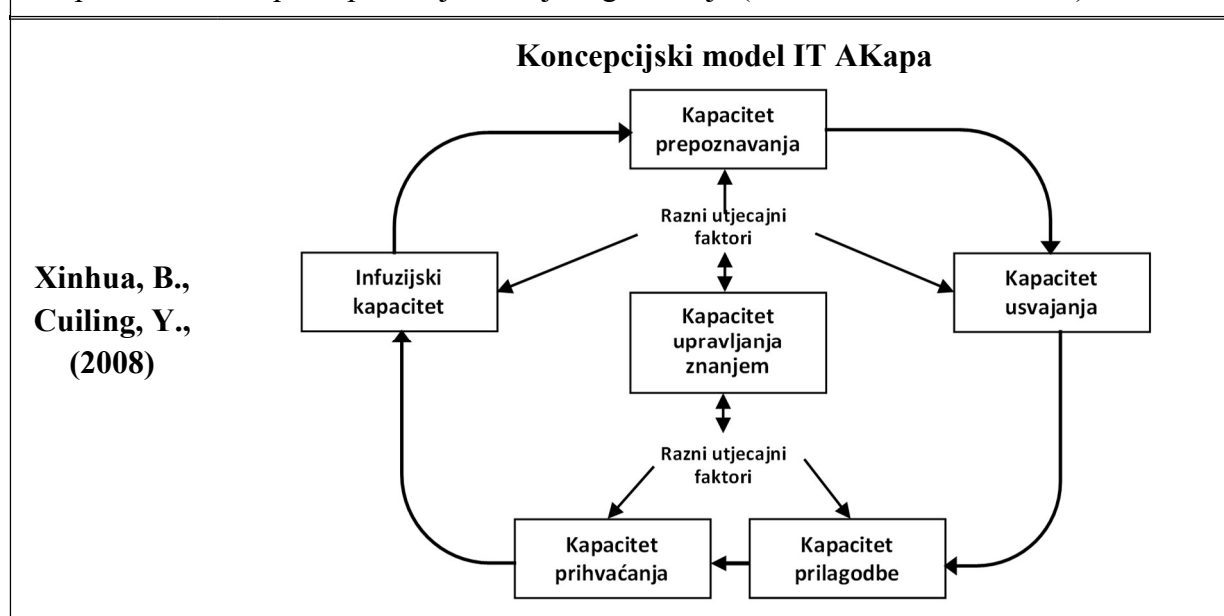 Koncepcijski model IT AKapa
Xinhua, B.,
Cuiling, Y.,
(2008)
Kapacitet
prepoznavanja
Razni utjecajni
faktori
Infuzijski
kapacitet
Kapacitet
usvajanja
Kapacitet
upravljanja
znanjem
Razni utjecajni
faktori
Kapacitet
prihvaćanja
Kapacitet
prilagodbe